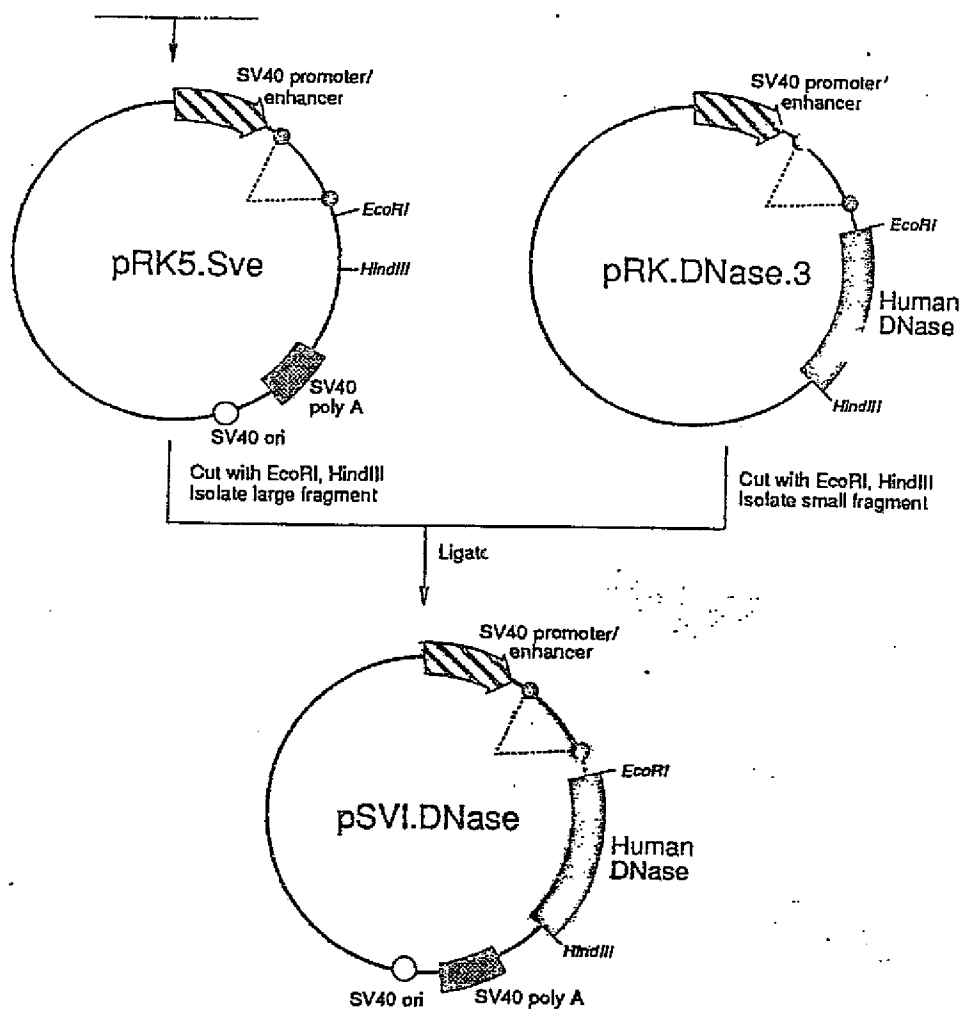 SV40 promoter/
enhancer
EcoRI
HindIII
pRK5.Sve
SV40
poly A
SV40 ori
Cut with EcoRI, HindIII
Isolate large fragment
SV40 promoter/
enhancer
EcoRI
pRK.DNase.3
Human
DNase
HindIII
Cut with EcoRI, HindIII
Isolate small fragment
Ligate
SV40 promoter/
enhancer
EcoRI
pSVI.DNase
Human
DNase
HindIII
SV40 ori
SV40 poly A